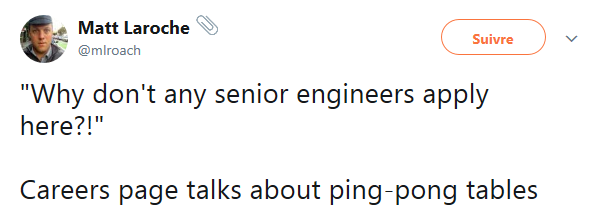 Matt Laroche
@mlroach
Suivre
"Why don't any senior engineers apply
here?!"
Careers page talks about ping-pong tables